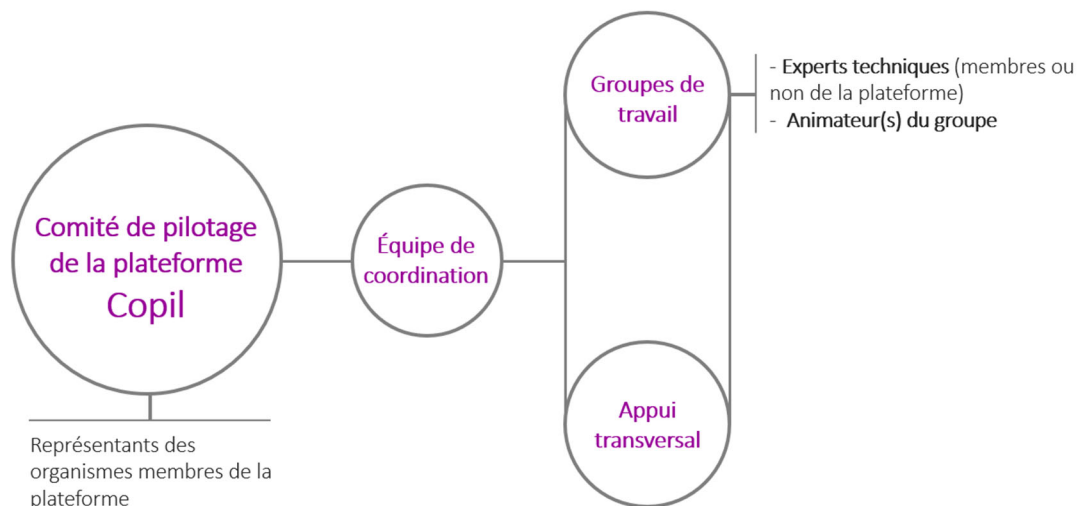 Comité de pilotage
de la plateforme
Copil
Représentants des
organismes membres de la
plateforme
Équipe de
coordination
Groupes de
travail
- Experts techniques (membres ou
non de la plateforme)
- Animateur(s) du groupe
Appui
transversal